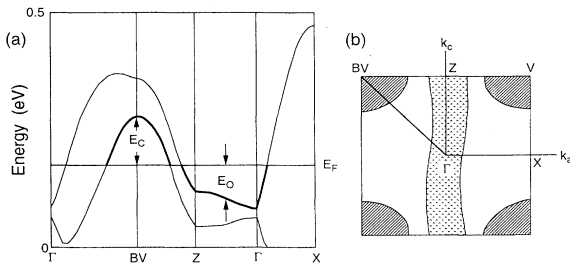 (a)
0.5
Energy (eV)
0
E_C
E_O
E_F
Γ
BV
Z
Γ
X
(b)
k_c
BV
Z
V
Γ
X
k_a